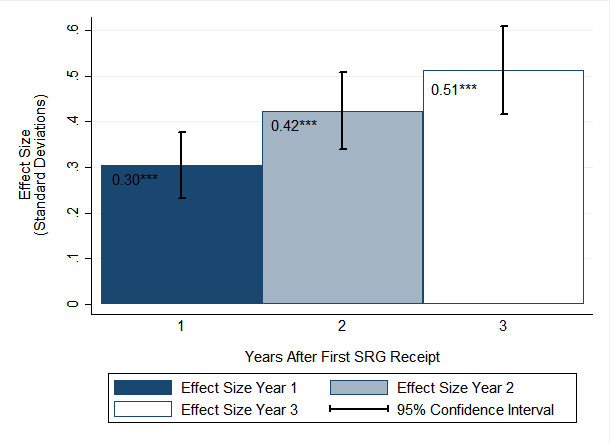 Effect Size
(Standard Deviations)
.6
.5
.4
.3
.2
.1
0
0.30***
0.42***
0.51***
1 2 3
Years After First SRG Receipt
Effect Size Year 1 Effect Size Year 2
Effect Size Year 3 95% Confidence Interval